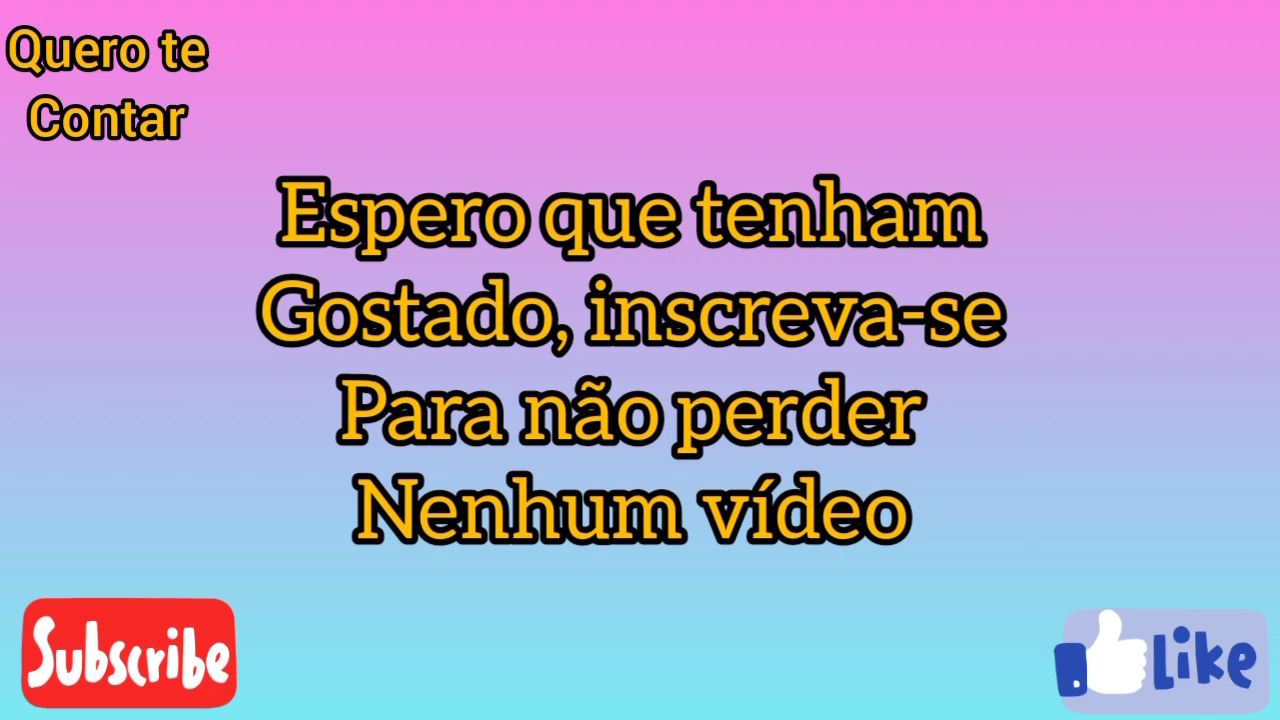 Quero te
Contar
Espero que tenham
Gostado, inscreva-se
Para não perder
Nenhum vídeo
Subscribe
Like